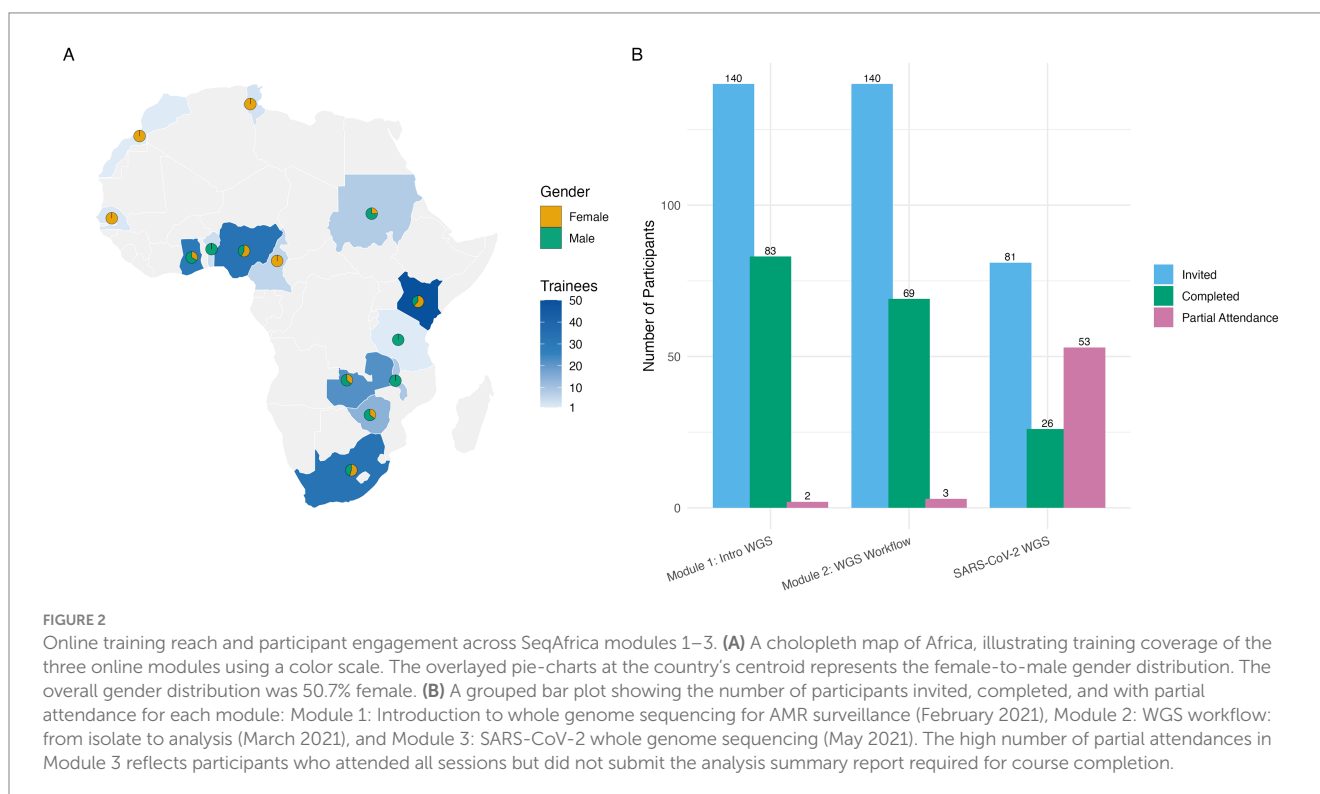 A
Gender
Female
Male
Trainees
50
40
30
20
10
1
B
Number of Participants
100
50
0
140
83
2
140
69
3
81
26
53
Module 1: Intro WGS
Module 2: WGS Workflow
SARS-CoV-2 WGS
Invited
Completed
Partial Attendance
FIGURE 2
Online training reach and participant engagement across SeqAfrica modules 1–3. (A) A cholopleth map of Africa, illustrating training coverage of the
three online modules using a color scale. The overlayed pie-charts at the country's centroid represents the female-to-male gender distribution. The
overall gender distribution was 50.7% female. (B) A grouped bar plot showing the number of participants invited, completed, and with partial
attendance for each module: Module 1: Introduction to whole genome sequencing for AMR surveillance (February 2021), Module 2: WGS workflow:
from isolate to analysis (March 2021), and Module 3: SARS-CoV-2 whole genome sequencing (May 2021). The high number of partial attendances in
Module 3 reflects participants who attended all sessions but did not submit the analysis summary report required for course completion.